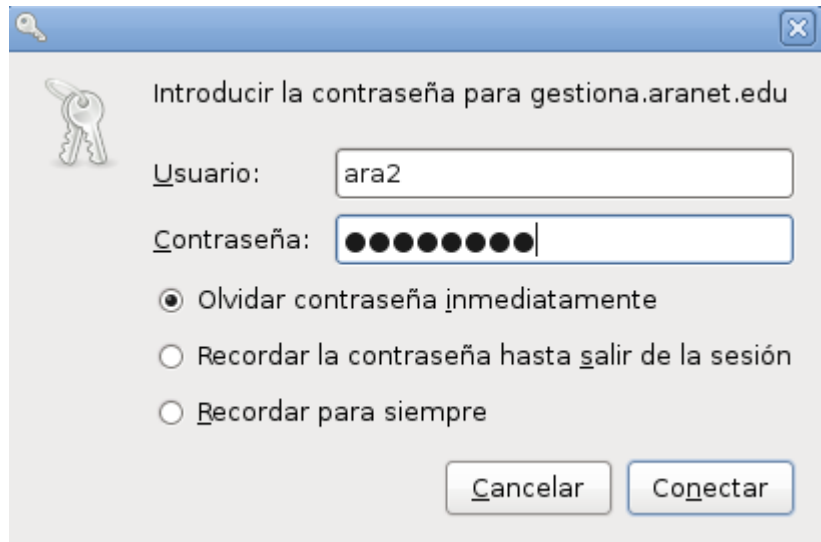 Introducir la contraseña para gestiona.aranet.edu
Usuario: ara2
Contraseña: ●●●●●●●●
Olvidar contraseña inmediatamente
Recordar la contraseña hasta salir de la sesión
Recordar para siempre
Cancelar Conectar